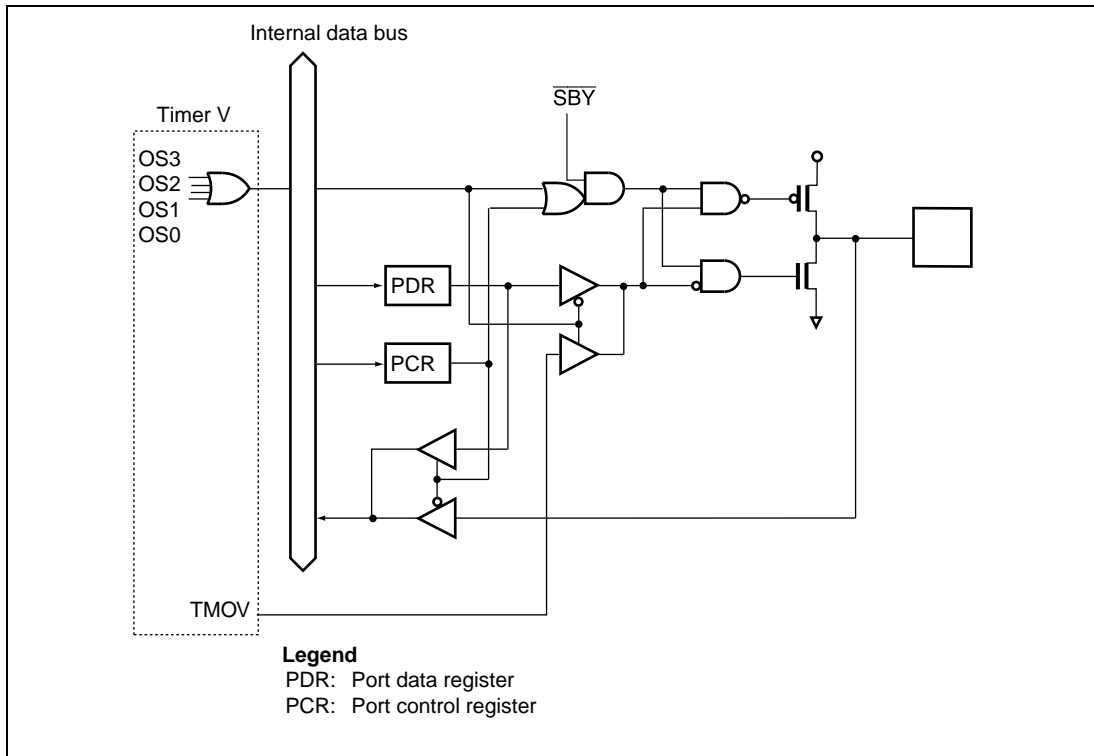 Internal data bus
SBY
Timer V
OS3
OS2
OS1
OS0
PDR
PCR
TMOV
Legend
PDR: Port data register
PCR: Port control register